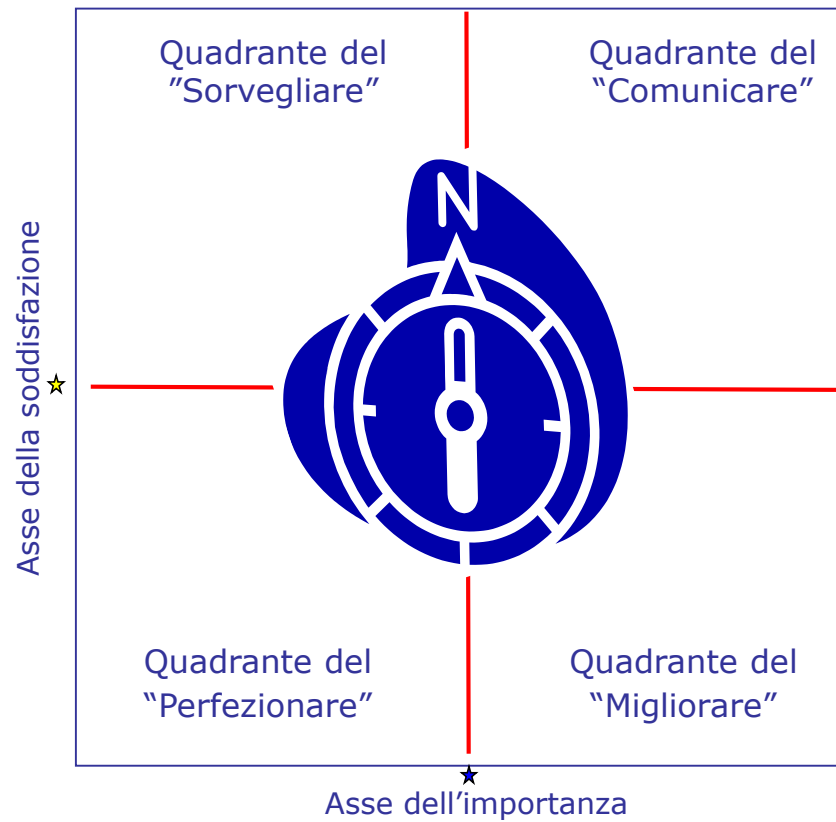 Quadrante del
”Sorvegliare”
Quadrante del
“Comunicare”
N
Asse della soddisfazione
Quadrante del
“Perfezionare”
Quadrante del
“Migliorare”
Asse dell’importanza